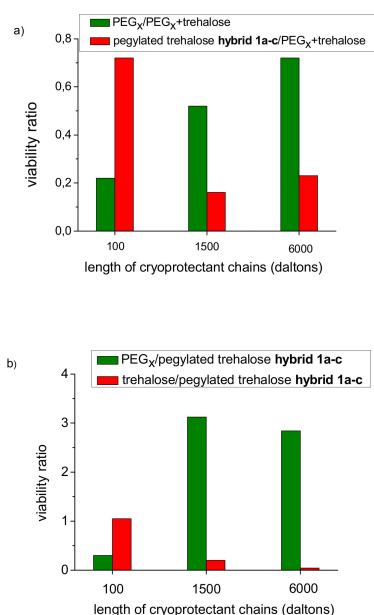 a)
PEGX/PEGX+trehalose
pegylated trehalose hybrid 1a-c/PEGX+trehalose
0,8
0,6
0,4
0,2
0,0
viability ratio
100 1500 6000
length of cryoprotectant chains (daltons)
b)
PEGX/pegylated trehalose hybrid 1a-c
trehalose/pegylated trehalose hybrid 1a-c
4
3
2
1
0
viability ratio
100 1500 6000
length of cryoprotectant chains (daltons)